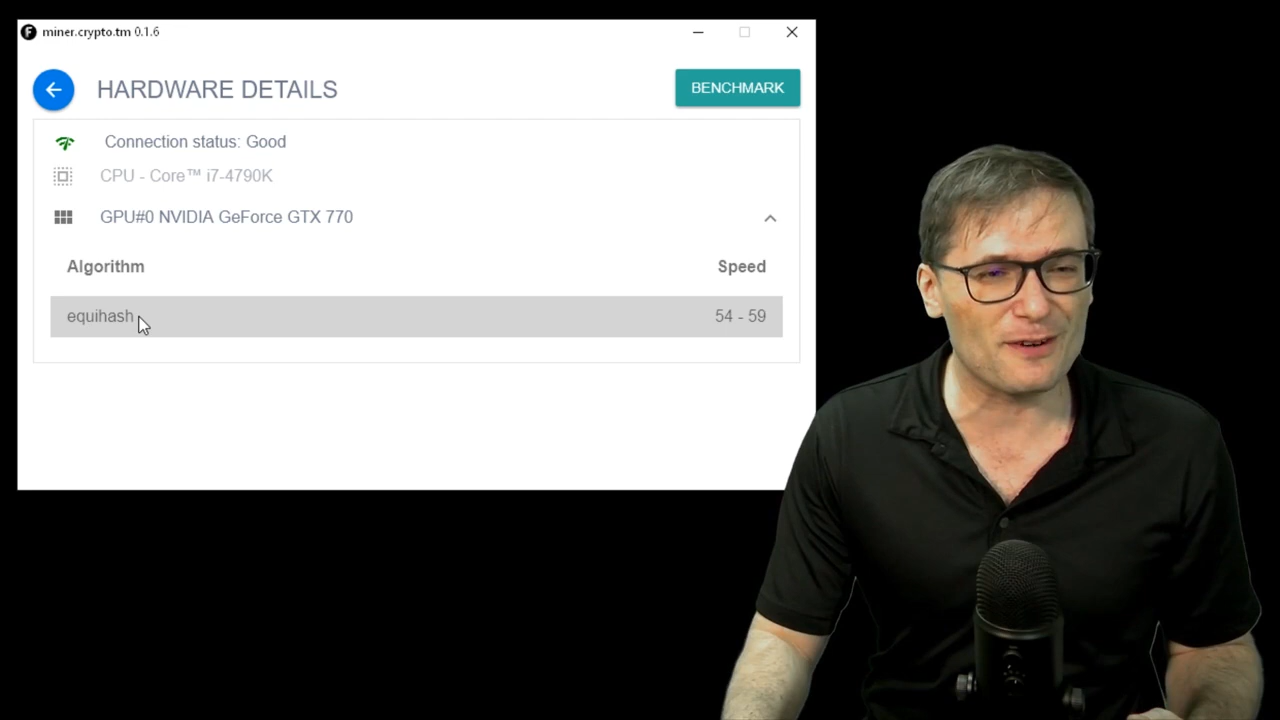 miner.crypto.tm 0.1.6
HARDWARE DETAILS
BENCHMARK
Connection status: Good
CPU - Core™ i7-4790K
GPU#0 NVIDIA GeForce GTX 770
Algorithm Speed
equihash 54 - 59